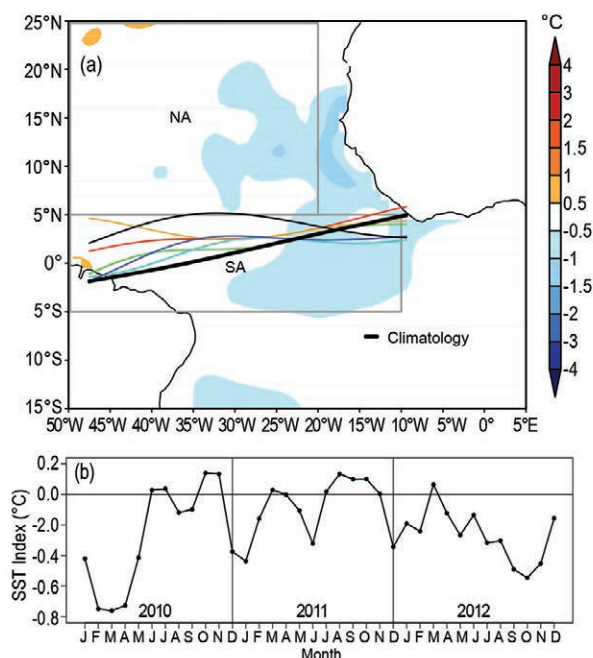 °C
25°N
(a)
4
20°N
3
2
15°N
NA
1.5
1
10°N
0.5
5°N
-0.5
0°
SA
-1
-1.5
5°S
-2
Climatology
-3
10°S
-4
15°S
50°W 45°W 40°W 35°W 30°W 25°W 20°W 15°W 10°W 5°W 0° 5°E
(b)
0.2
0.0
-2.0
-0.4
-0.6
-0.8
SST Index (°C)
2010 2011 2012
J F M A M J J A S O N D J F M A M J J A S O N D J F M A M J J A S O N D
Month